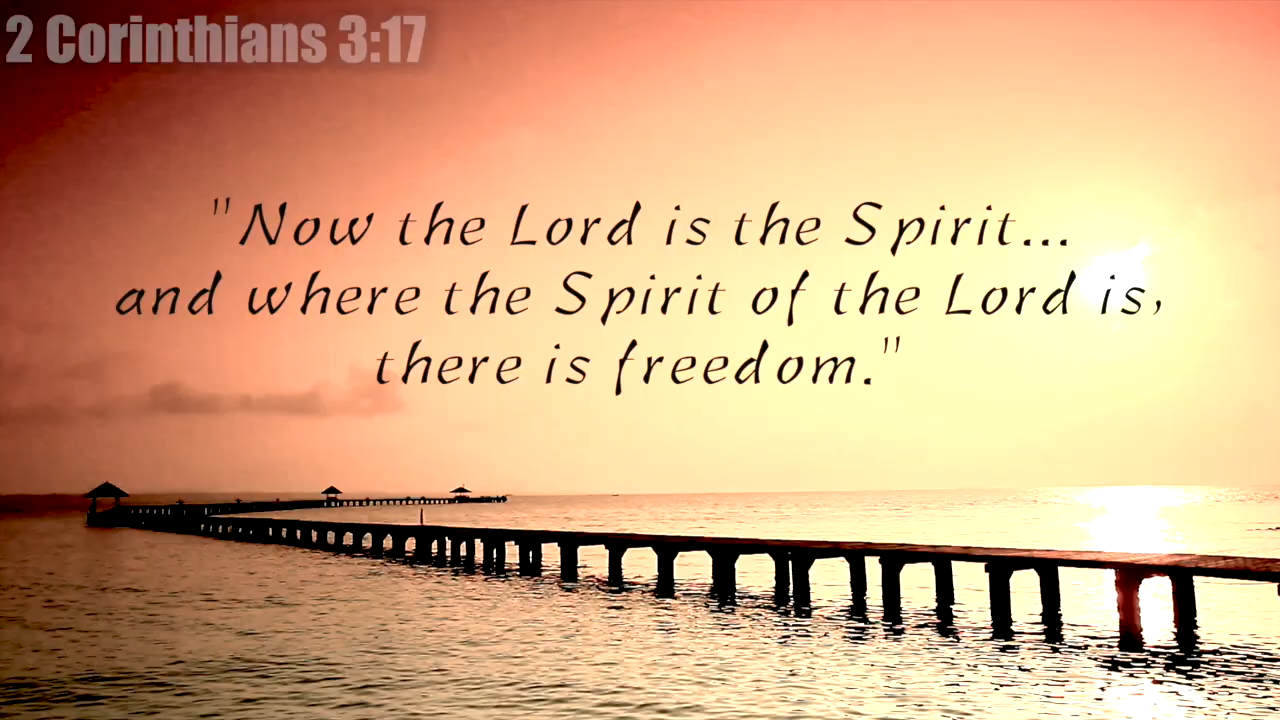 2 Corinthians 3:17
"Now the Lord is the Spirit...
and where the Spirit of the Lord is,
there is freedom."